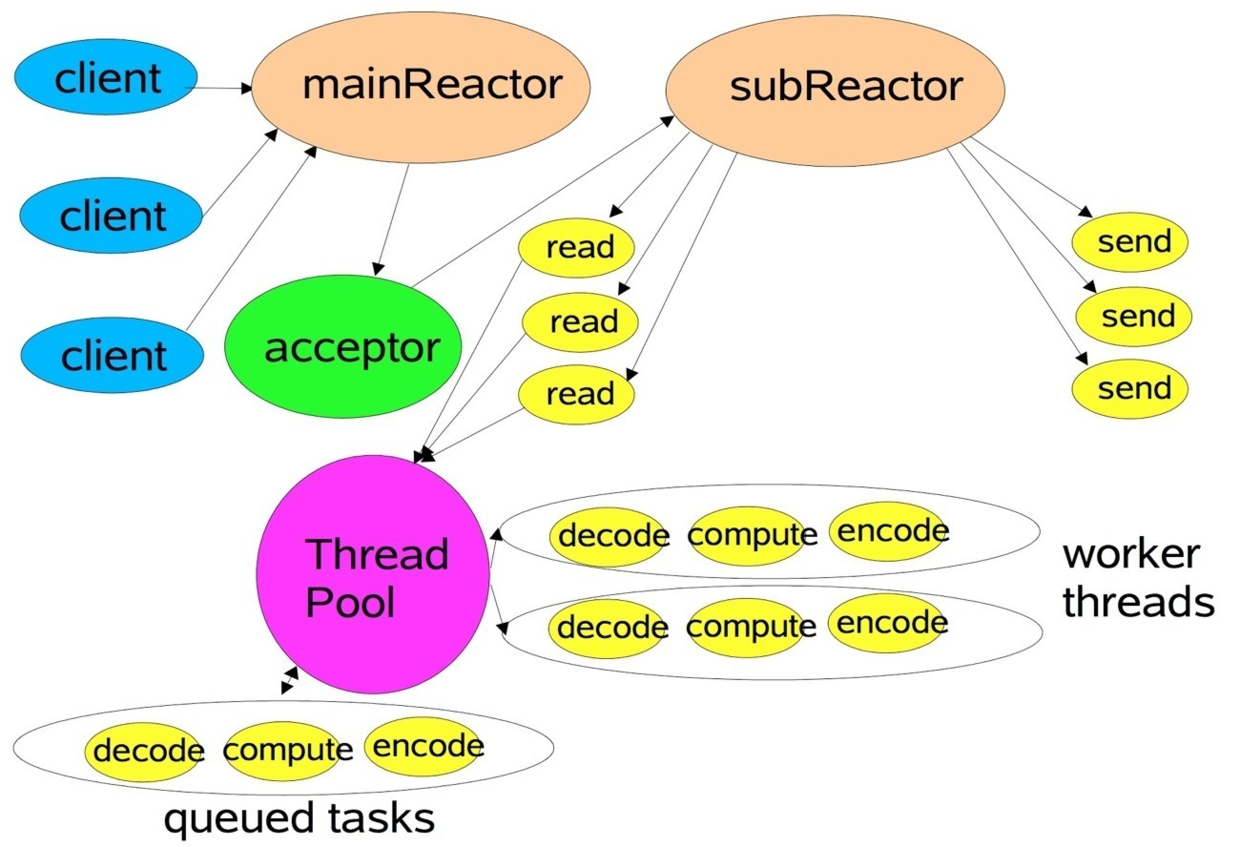 client
mainReactor
subReactor
client
client
acceptor
read
read
read
send
send
send
Thread
Pool
decode compute encode
decode compute encode
worker
threads
decode compute encode
queued tasks